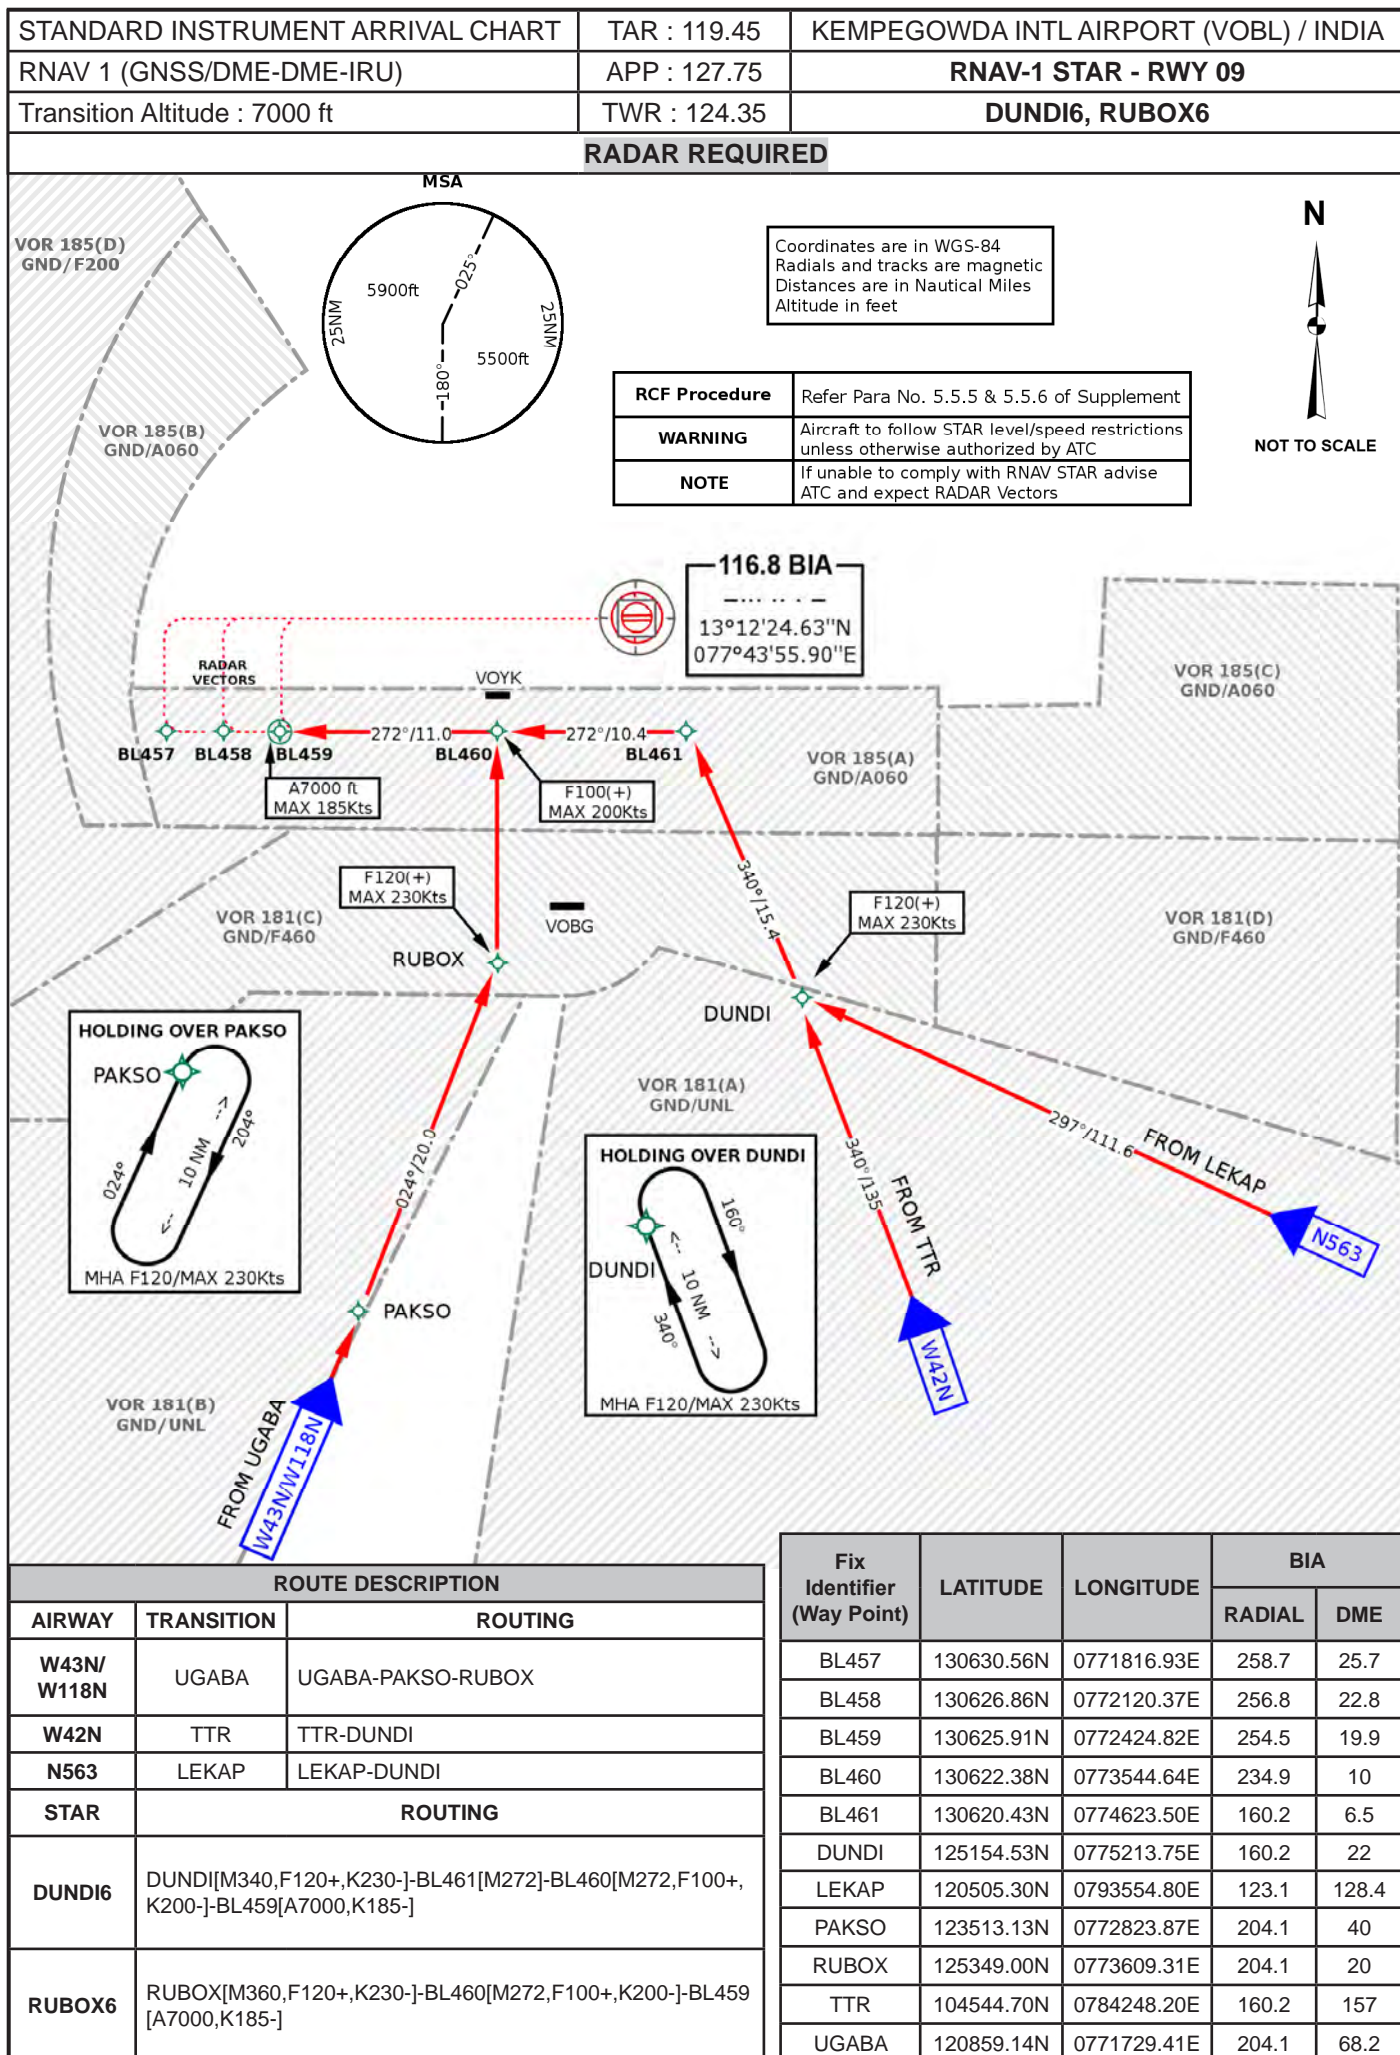 STANDARD INSTRUMENT ARRIVAL CHART
TAR : 119.45
KEMPEGOWDA INTL AIRPORT (VOBL) / INDIA
RNAV 1 (GNSS/DME-DME-IRU)
APP : 127.75
RNAV-1 STAR - RWY 09
Transition Altitude : 7000 ft
TWR : 124.35
DUNDI6, RUBOX6
RADAR REQUIRED
MSA
5900ft
025°
25NM
25NM
5500ft
180°
Coordinates are in WGS-84
Radials and tracks are magnetic
Distances are in Nautical Miles
Altitude in feet
N
NOT TO SCALE
RCF Procedure
Refer Para No. 5.5.5 & 5.5.6 of Supplement
WARNING
Aircraft to follow STAR level/speed restrictions
unless otherwise authorized by ATC
NOTE
If unable to comply with RNAV STAR advise
ATC and expect RADAR Vectors
VOR 185(D)
GND/F200
VOR 185(B)
GND/A060
116.8 BIA
13°12'24.63"N
077°43'55.90"E
RADAR
VECTORS
VOYK
VOR 185(C)
GND/A060
272°/11.0
272°/10.4
BL457
BL458
BL459
BL460
BL461
VOR 185(A)
GND/A060
A7000 ft
MAX 185Kts
F100(+)
MAX 200Kts
F120(+)
MAX 230Kts
340°/15.4
F120(+)
MAX 230Kts
VOR 181(C)
GND/F460
VOBG
VOR 181(D)
GND/F460
RUBOX
DUNDI
HOLDING OVER PAKSO
PAKSO
024°
10 NM
204°
MHA F120/MAX 230Kts
024°/20.0
VOR 181(A)
GND/UNL
HOLDING OVER DUNDI
160°
DUNDI
10 NM
340°
MHA F120/MAX 230Kts
340°/135
FROM TTR
297°/111.6
FROM LEKAP
N563
W42N
PAKSO
VOR 181(B)
GND/UNL
FROM UGABA
W43N/W118N
ROUTE DESCRIPTION
AIRWAY
TRANSITION
ROUTING
W43N/
W118N
UGABA
UGABA-PAKSO-RUBOX
W42N
TTR
TTR-DUNDI
N563
LEKAP
LEKAP-DUNDI
STAR
ROUTING
DUNDI6
DUNDI[M340,F120+,K230-]-BL461[M272]-BL460[M272,F100+,
K200-]-BL459[A7000,K185-]
RUBOX6
RUBOX[M360,F120+,K230-]-BL460[M272,F100+,K200-]-BL459
[A7000,K185-]
Fix
Identifier
(Way Point)
LATITUDE
LONGITUDE
BIA
RADIAL
DME
BL457 130630.56N 0771816.93E 258.7 25.7
BL458 130626.86N 0772120.37E 256.8 22.8
BL459 130625.91N 0772424.82E 254.5 19.9
BL460 130622.38N 0773544.64E 234.9 10
BL461 130620.43N 0774623.50E 160.2 6.5
DUNDI 125154.53N 0775213.75E 160.2 22
LEKAP 120505.30N 0793554.80E 123.1 128.4
PAKSO 123513.13N 0772823.87E 204.1 40
RUBOX 125349.00N 0773609.31E 204.1 20
TTR 104544.70N 0784248.20E 160.2 157
UGABA 120859.14N 0771729.41E 204.1 68.2